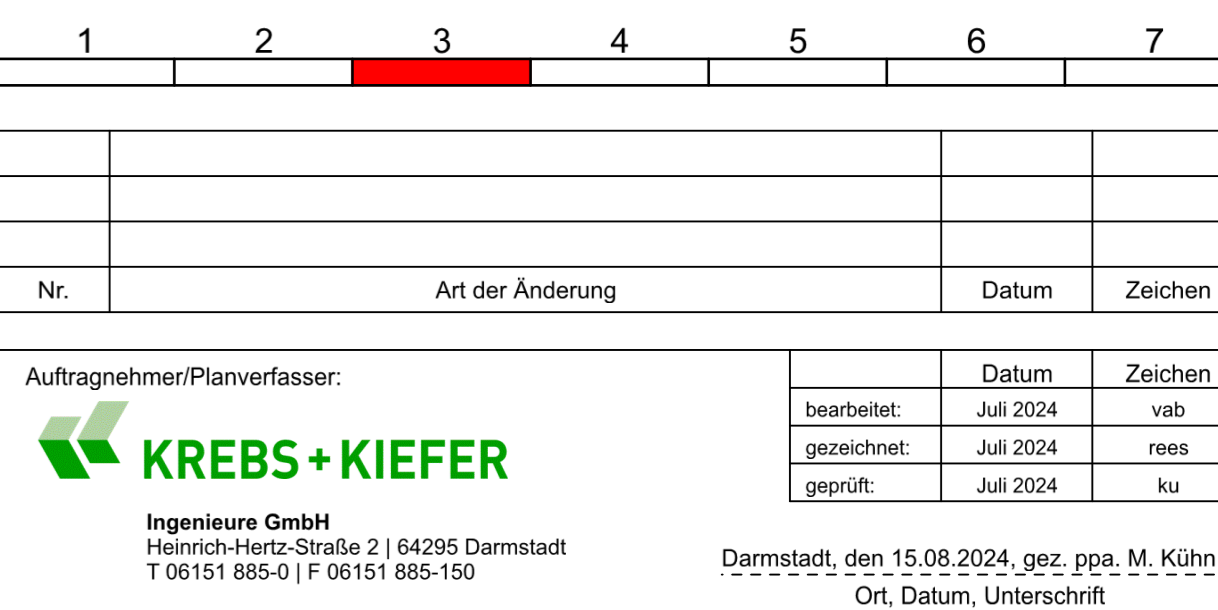 1 2 3 4 5 6 7
Nr. Art der Änderung Datum Zeichen
Auftragnehmer/Planverfasser:
KREBS+KIEFER
Ingenieure GmbH
Heinrich-Hertz-Straße 2 | 64295 Darmstadt
T 06151 885-0 | F 06151 885-150
Datum Zeichen
bearbeitet: Juli 2024 vab
gezeichnet: Juli 2024 rees
geprüft: Juli 2024 ku
Darmstadt, den 15.08.2024, gez. ppa. M. Kühn
Ort, Datum, Unterschrift